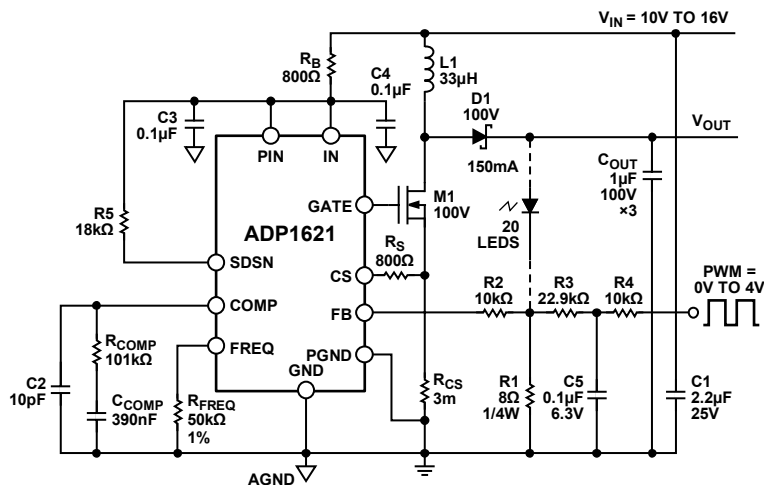 V_IN = 10V TO 16V
R_B
800Ω
C4
0.1µF
L1
33µH
C3
0.1µF
D1
100V
V_OUT
PIN
IN
150mA
C_OUT
1µF
100V
×3
GATE
M1
100V
R5
18kΩ
ADP1621
20
LEDS
R_S
800Ω
PWM =
0V TO 4V
SDSN
CS
R2
10kΩ
R3
22.9kΩ
R4
10kΩ
COMP
FB
R_COMP
101kΩ
FREQ
PGND
GND
C2
10pF
C_COMP
390nF
R_FREQ
50kΩ
1%
R_CS
3m
R1
8Ω
1/4W
C5
0.1µF
6.3V
C1
2.2µF
25V
AGND